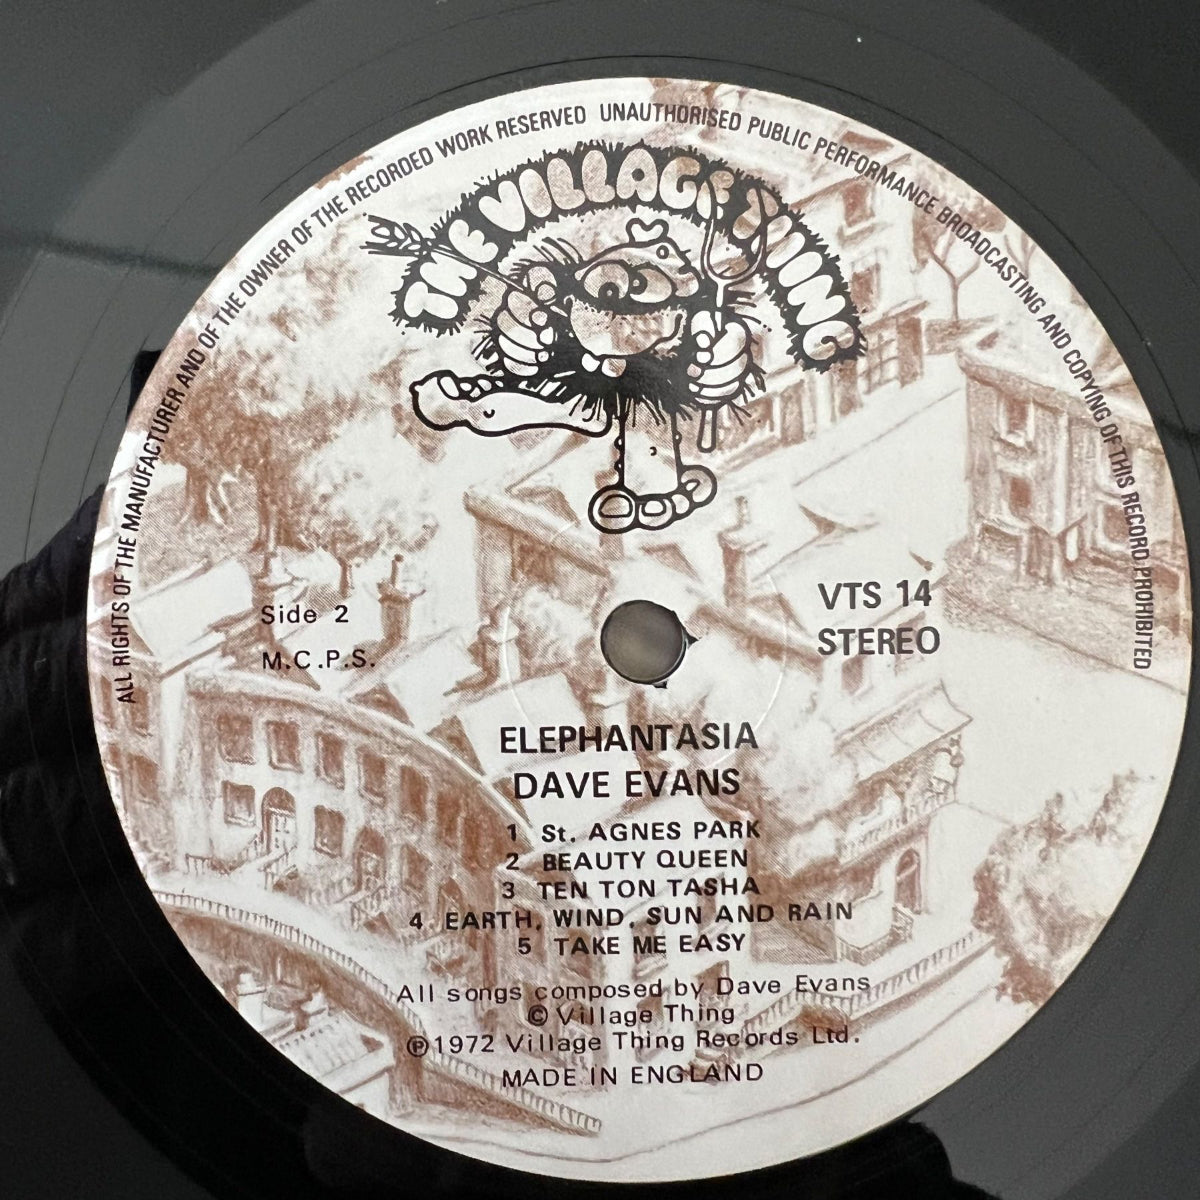 ALL RIGHTS OF THE MANUFACTURER AND OF THE OWNER OF THE RECORDED WORK RESERVED UNAUTHORISED PUBLIC PERFORMANCE BROADCASTING AND COPYING OF THIS RECORD PROHIBITED
THE VILLAGE THING
Side 2
M.C.P.S.
VTS 14
STEREO
ELEPHANTASIA
DAVE EVANS
1 St. AGNES PARK
2 BEAUTY QUEEN
3 TEN TON TASHA
4 EARTH, WIND, SUN AND RAIN
5 TAKE ME EASY
All songs composed by Dave Evans
© Village Thing
℗1972 Village Thing Records Ltd.
MADE IN ENGLAND